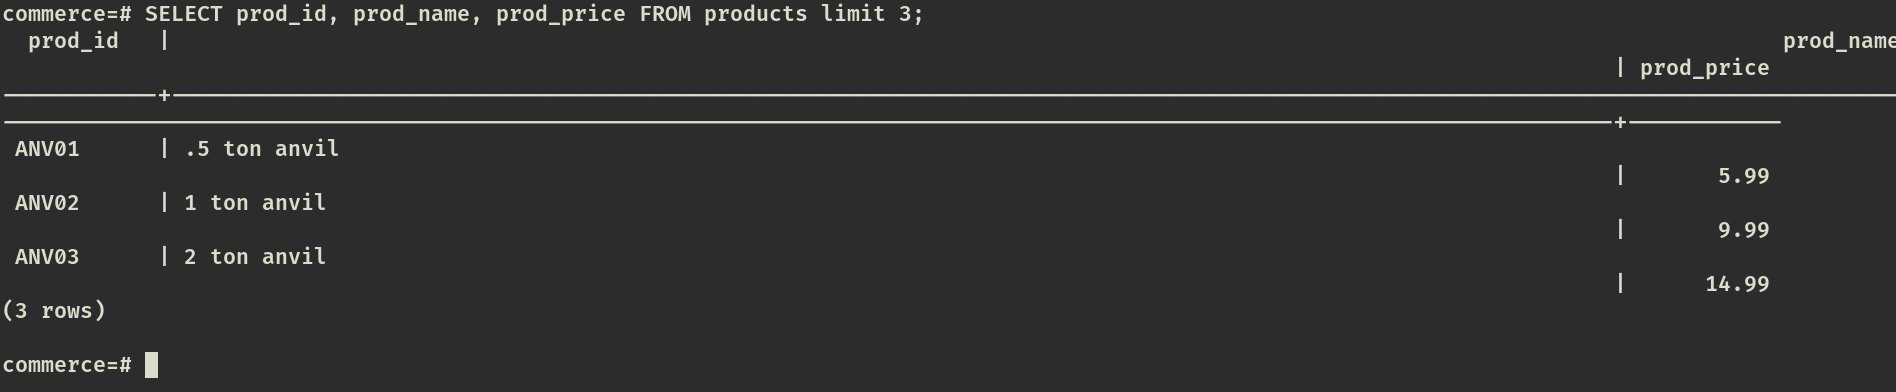 commerce=# SELECT prod_id, prod_name, prod_price FROM products limit 3;
prod_id | prod_name
| prod_price
-----------+-----------
-----------+-----------
ANV01 | .5 ton anvil
| 5.99
ANV02 | 1 ton anvil
| 9.99
ANV03 | 2 ton anvil
| 14.99
(3 rows)
commerce=#